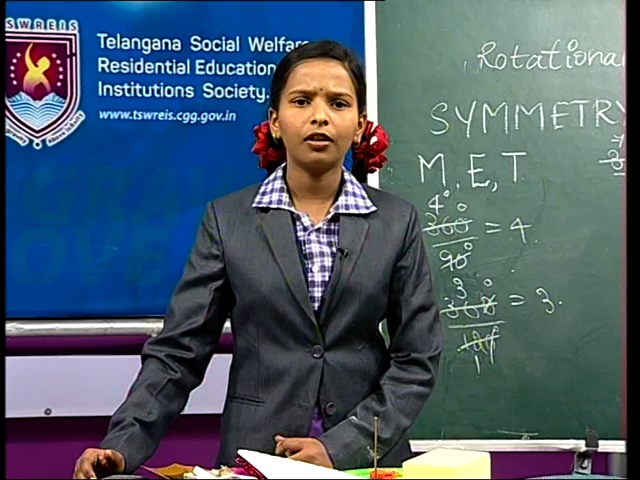 TSWREIS
Telangana Social Welfare
Residential Education
Institutions Society.
www.tswreis.cgg.gov.in
Rotational
SYMMETRY
M, E, T
4
360° = 4
90°
3
360° = 3.
120°
1